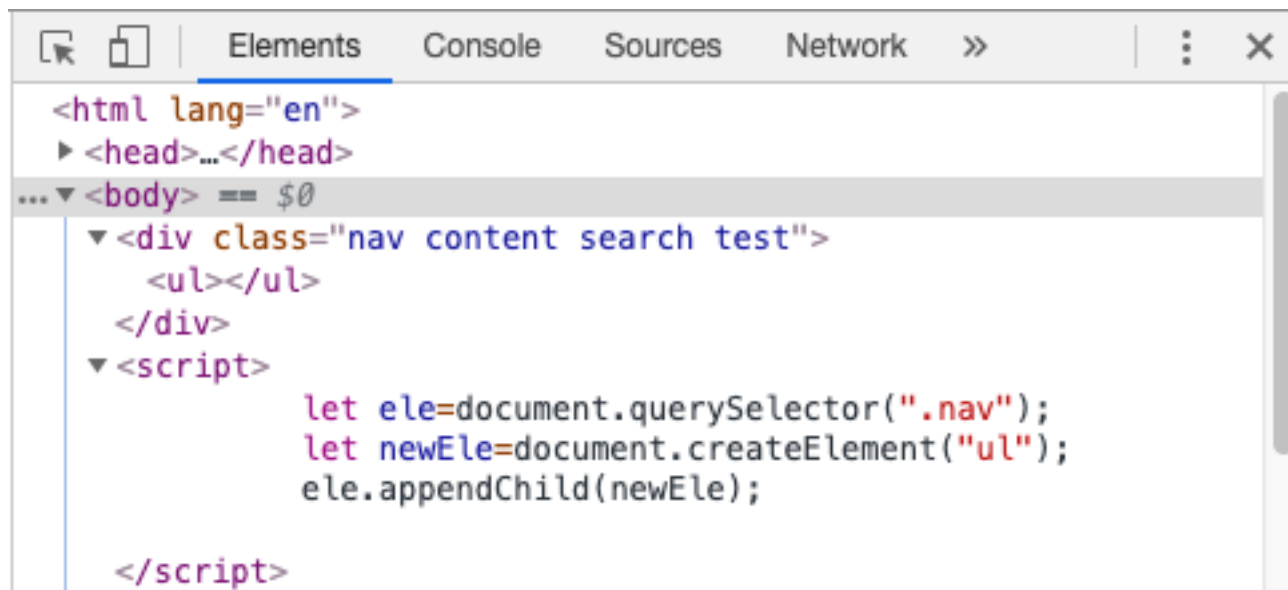 Elements Console Sources Network »
<html lang="en">
<head>…</head>
<body> == $0
<div class="nav content search test">
<ul></ul>
</div>
<script>
let ele=document.querySelector(".nav");
let newEle=document.createElement("ul");
ele.appendChild(newEle);
</script>